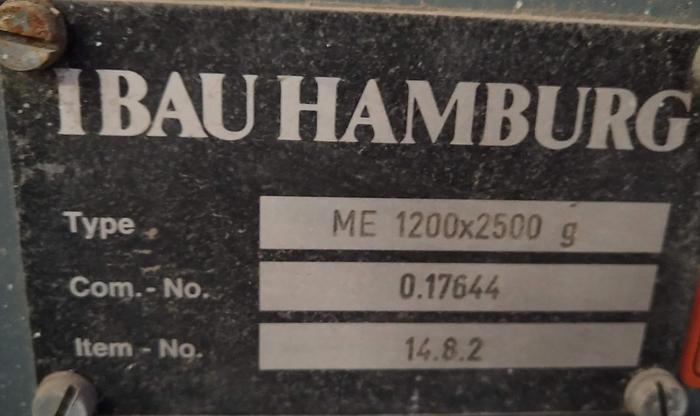 IBAU HAMBURG
Type ME 1200x2500 g
Com.-No. 0.17644
Item-No. 14.8.2